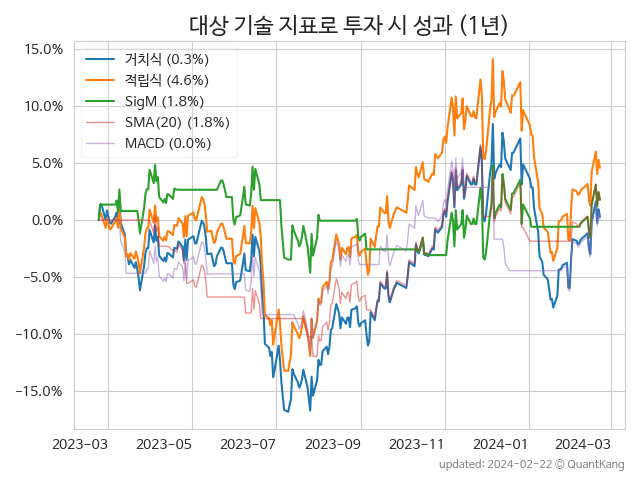 대상 기술 지표로 투자 시 성과 (1년)
15.0%
10.0%
5.0%
0.0%
−5.0%
−10.0%
−15.0%
거치식 (0.3%)
적립식 (4.6%)
SigM (1.8%)
SMA(20) (1.8%)
MACD (0.0%)
2023-03 2023-05 2023-07 2023-09 2023-11 2024-01 2024-03
updated: 2024-02-22 © QuantKang